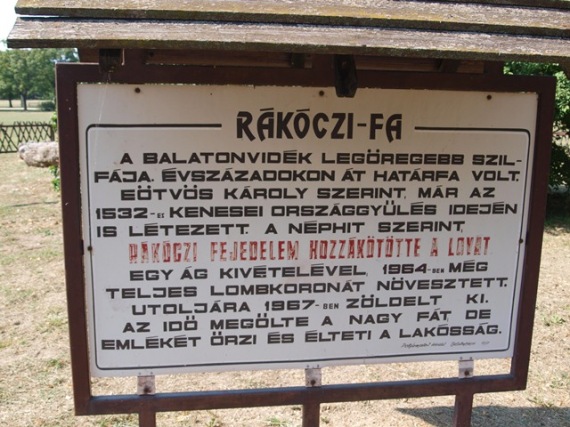 RÁKÓCZI-FA
A BALATONVIDÉK LEGÖREGEBB SZIL-
FÁJA. ÉVSZÁZADOKON ÁT HATÁRFA VOLT.
EÖTVÖS KÁROLY SZERINT, MÁR AZ
1532-ES KENESEI ORSZÁGGYÜLÉS IDEJÉN
IS LÉTEZETT. A NÉPHIT SZERINT,
RÁKÓCZI FEJEDELEM HOZZÁKÖTÖTTE A LOVÁT
EGY ÁG KIVÉTELÉVEL, 1964-BEN MÉG
TELJES LOMBKORONÁT NÖVESZTETT.
UTOLJÁRA 1967-BEN ZÖLDELT KI.
AZ IDŐ MEGÖLTE A NAGY FÁT DE
EMLÉKÉT ŐRZI ÉS ÉLTETI A LAKÓSSÁG.